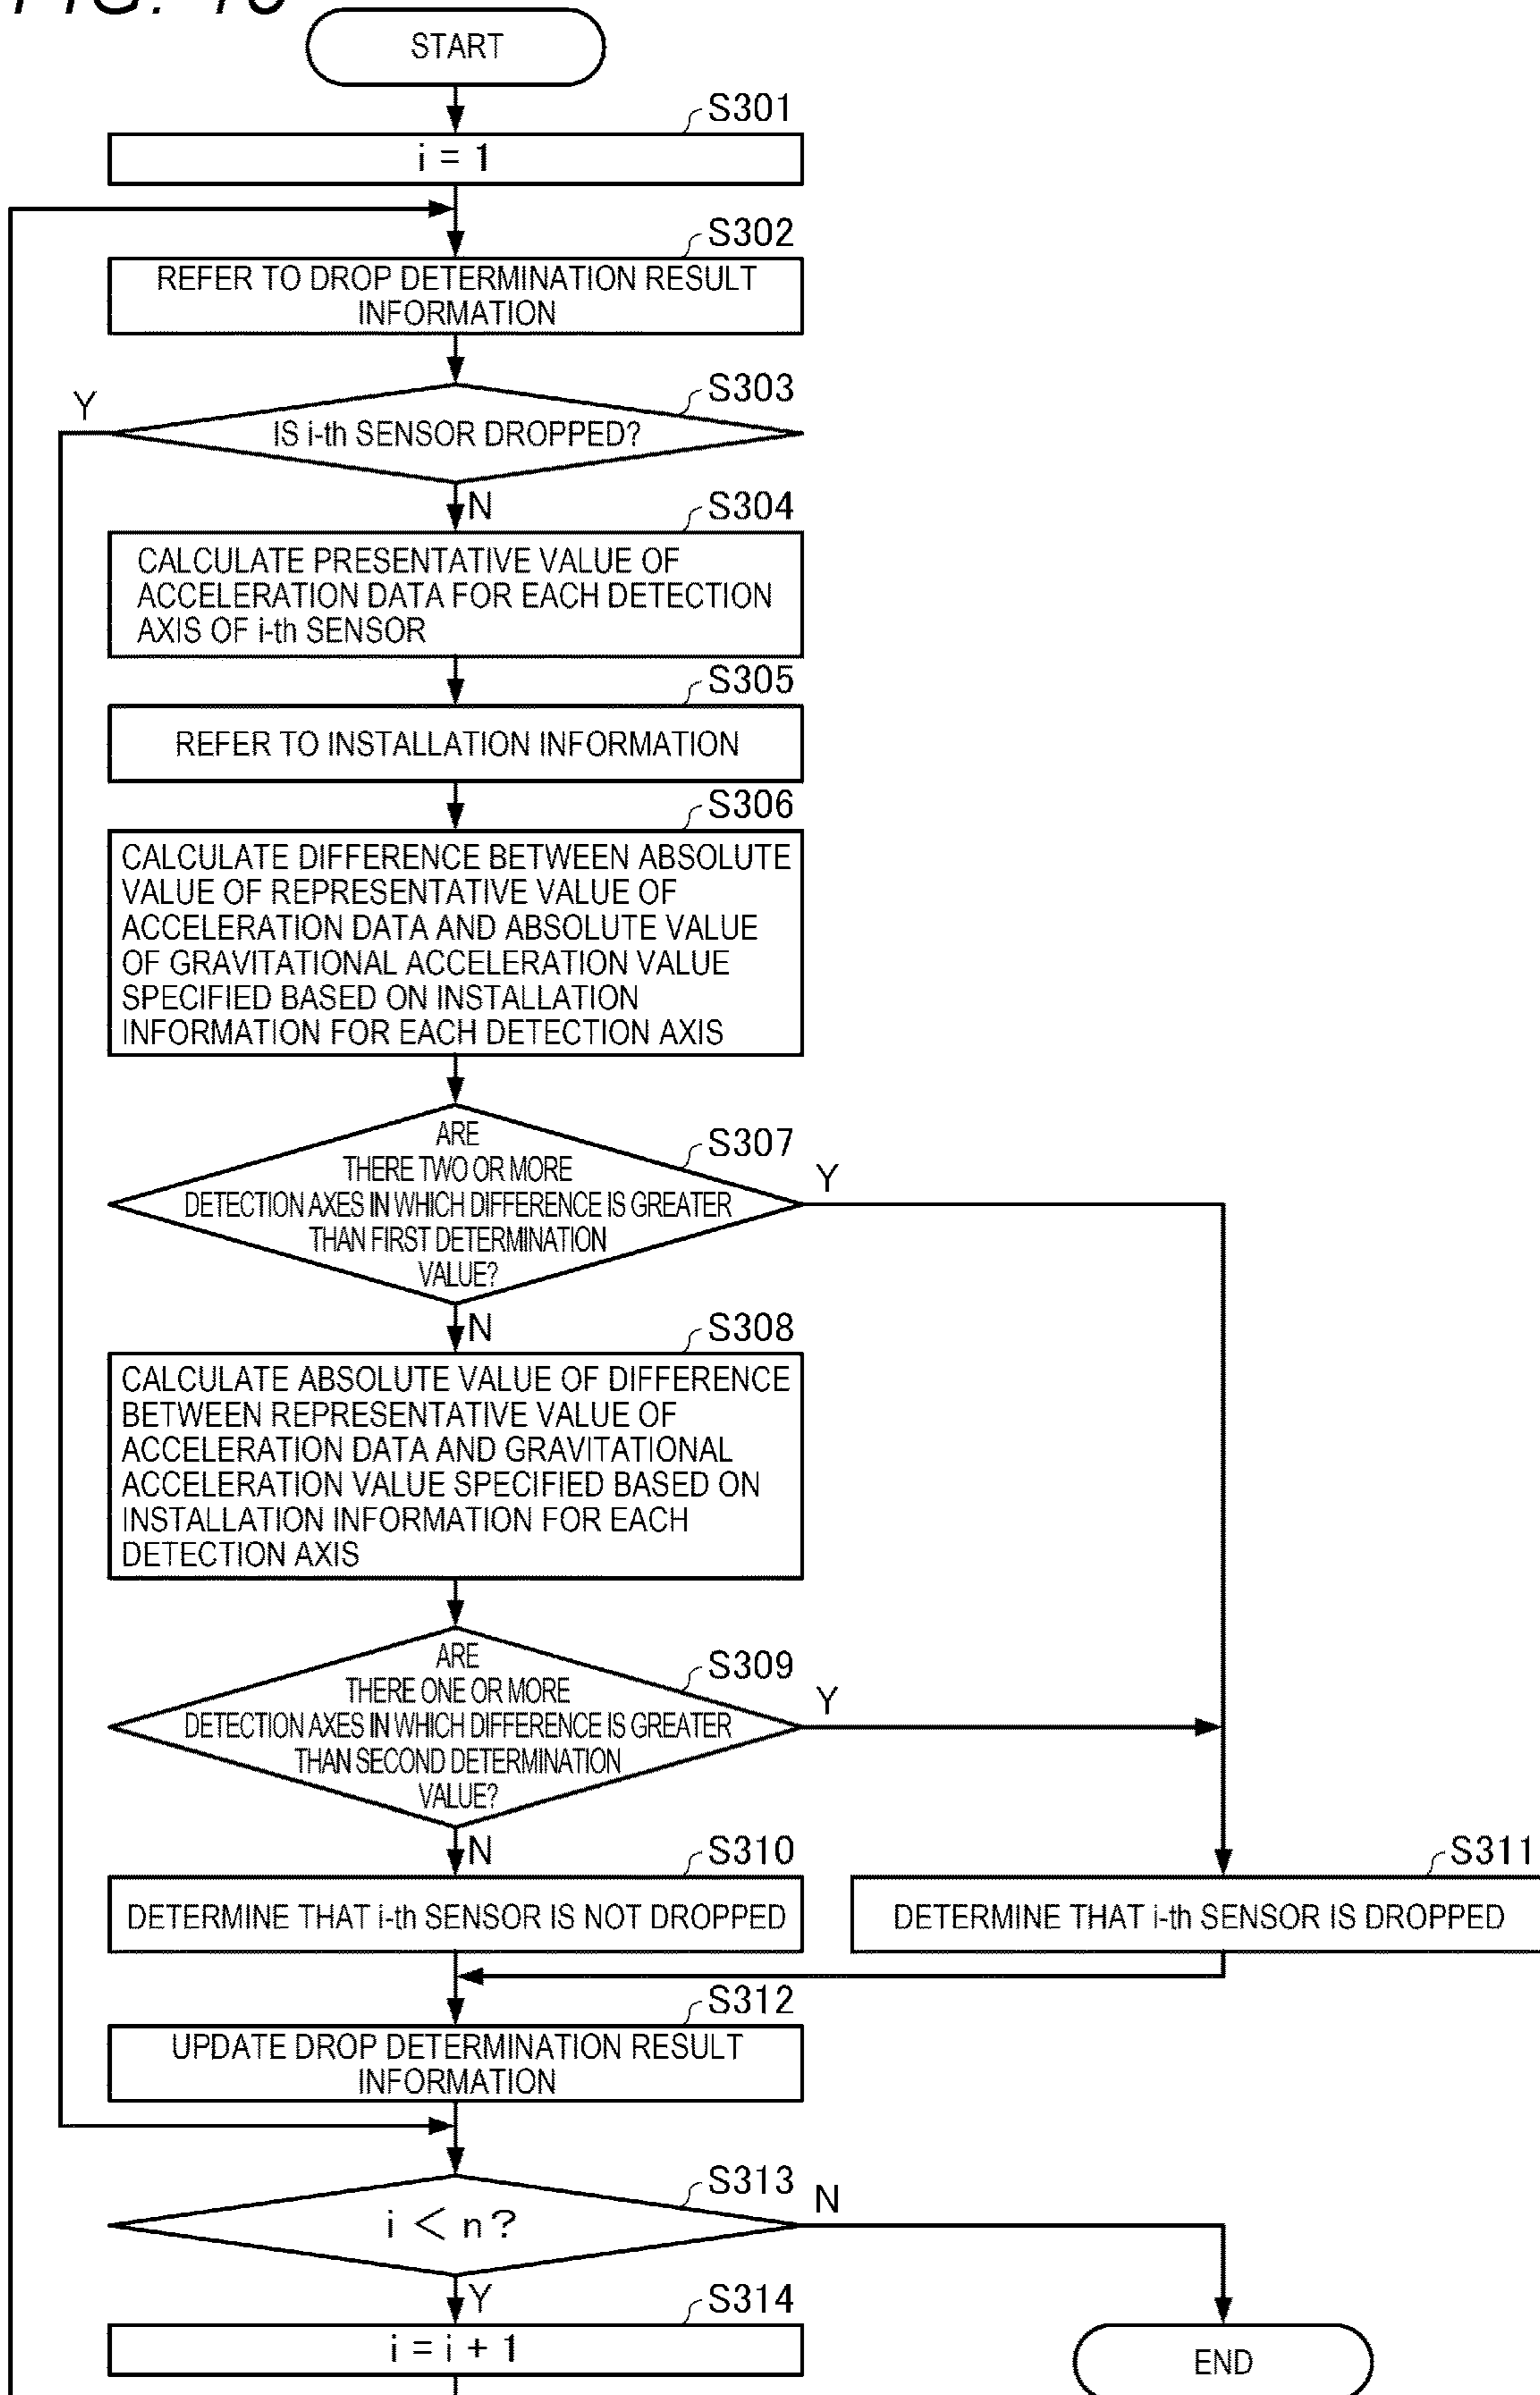 START
S301
i = 1
S302
REFER TO DROP DETERMINATION RESULT
INFORMATION
S303
Y
IS i-th SENSOR DROPPED?
N
S304
CALCULATE PRESENTATIVE VALUE OF
ACCELERATION DATA FOR EACH DETECTION
AXIS OF i-th SENSOR
S305
REFER TO INSTALLATION INFORMATION
S306
CALCULATE DIFFERENCE BETWEEN ABSOLUTE
VALUE OF REPRESENTATIVE VALUE OF
ACCELERATION DATA AND ABSOLUTE VALUE
OF GRAVITATIONAL ACCELERATION VALUE
SPECIFIED BASED ON INSTALLATION
INFORMATION FOR EACH DETECTION AXIS
S307
ARE
THERE TWO OR MORE
DETECTION AXES IN WHICH DIFFERENCE IS GREATER
THAN FIRST DETERMINATION
VALUE?
Y
N
S308
CALCULATE ABSOLUTE VALUE OF DIFFERENCE
BETWEEN REPRESENTATIVE VALUE OF
ACCELERATION DATA AND GRAVITATIONAL
ACCELERATION VALUE SPECIFIED BASED ON
INSTALLATION INFORMATION FOR EACH
DETECTION AXIS
S309
ARE
THERE ONE OR MORE
DETECTION AXES IN WHICH DIFFERENCE IS GREATER
THAN SECOND DETERMINATION
VALUE?
Y
N
S310
DETERMINE THAT i-th SENSOR IS NOT DROPPED
S311
DETERMINE THAT i-th SENSOR IS DROPPED
S312
UPDATE DROP DETERMINATION RESULT
INFORMATION
S313
i < n?
N
Y
S314
i = i + 1
END